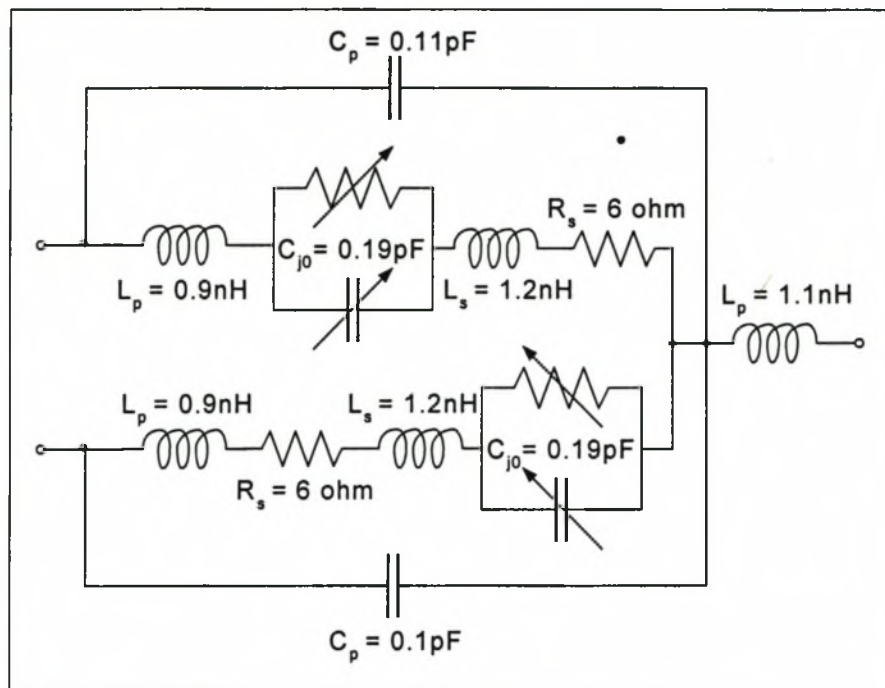 C_p = 0.11pF
R_s = 6 ohm
C_j0 = 0.19pF
L_p = 0.9nH
L_s = 1.2nH
L_p = 1.1nH
L_p = 0.9nH
L_s = 1.2nH
C_j0 = 0.19pF
R_s = 6 ohm
C_p = 0.1pF